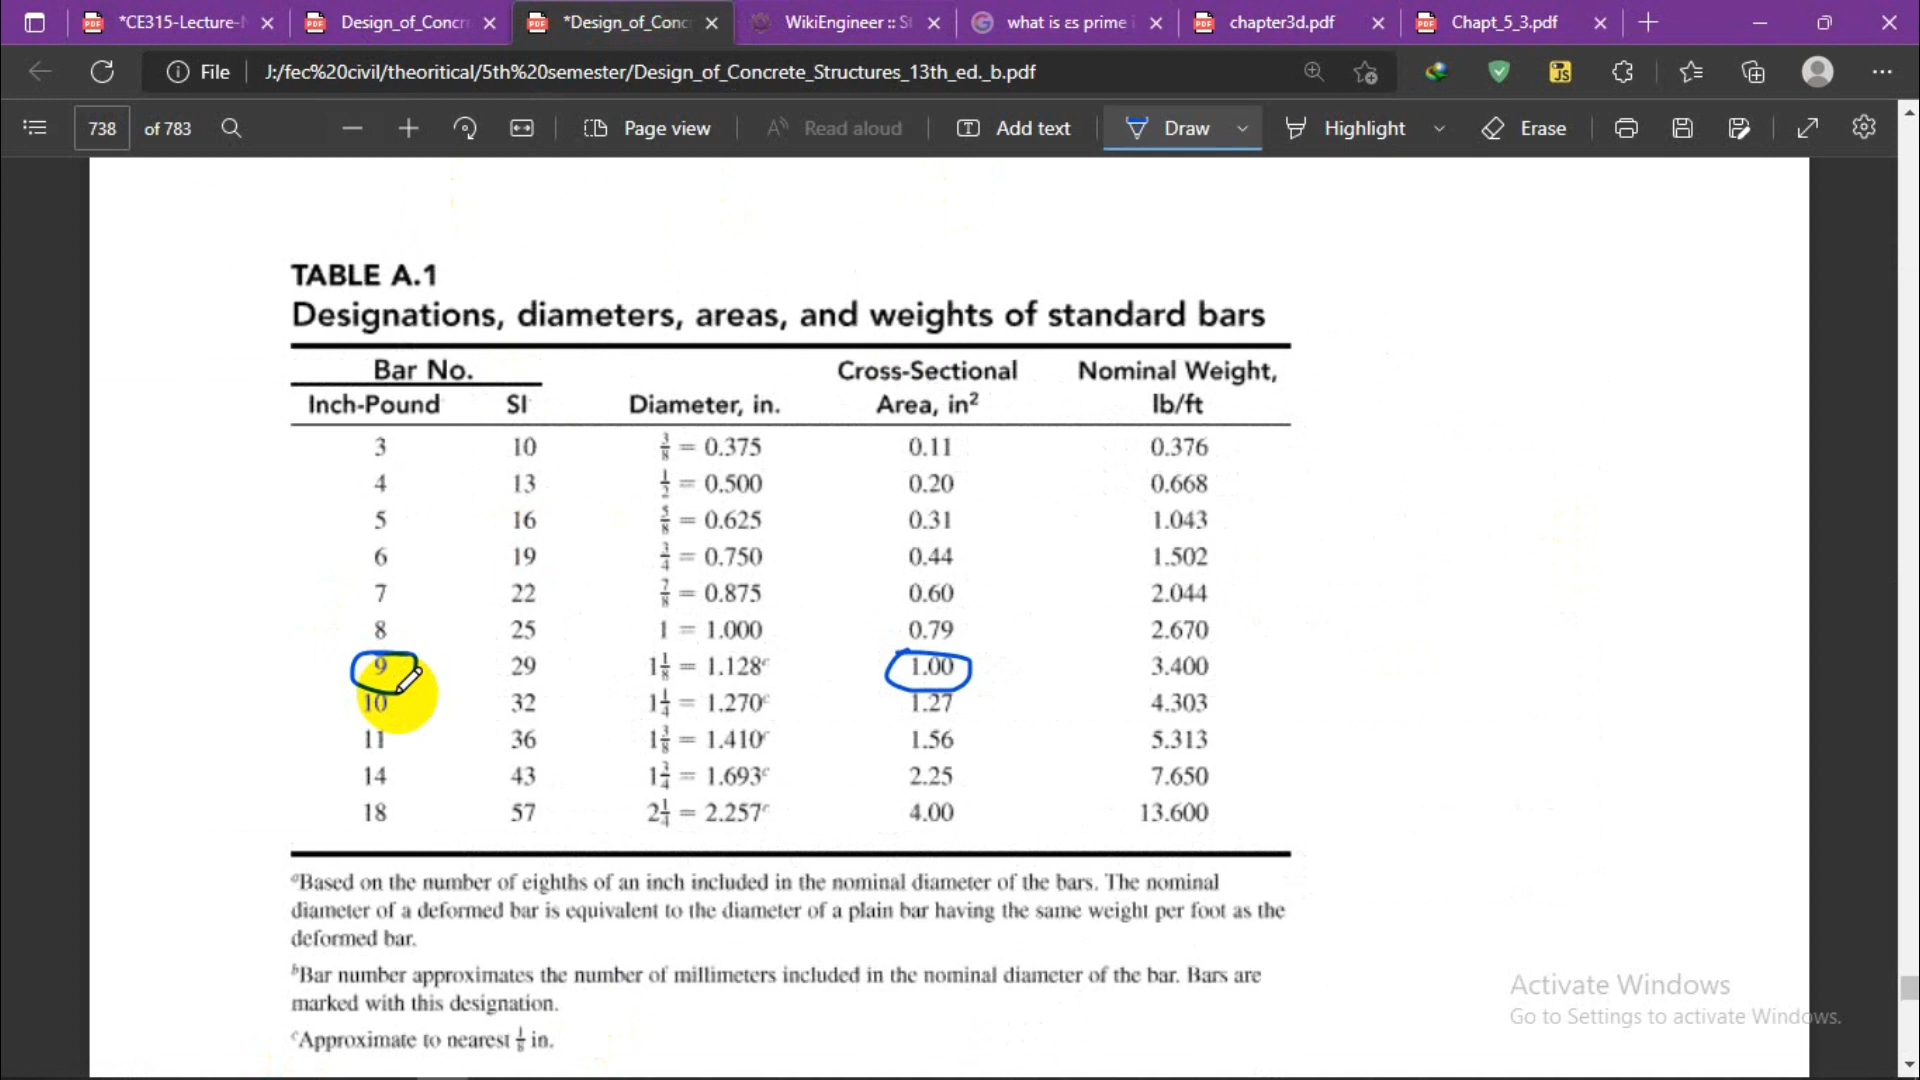 *CE315-Lecture-
Design_of_Concr
*Design_of_Conc
WikiEngineer :: S
what is εs prime i
chapter3d.pdf
Chapt_5_3.pdf
File
J:/fec%20civil/theoritical/5th%20semester/Design_of_Concrete_Structures_13th_ed._b.pdf
738 of 783
Page view
Read aloud
Add text
Draw
Highlight
Erase
TABLE A.1
Designations, diameters, areas, and weights of standard bars
Bar No. Cross-Sectional Nominal Weight,
Inch-Pound SI Diameter, in. Area, in² lb/ft
3 10 3/8 = 0.375 0.11 0.376
4 13 1/2 = 0.500 0.20 0.668
5 16 5/8 = 0.625 0.31 1.043
6 19 3/4 = 0.750 0.44 1.502
7 22 7/8 = 0.875 0.60 2.044
8 25 1 = 1.000 0.79 2.670
9 29 1 1/8 = 1.128ᶜ 1.00 3.400
10 32 1 1/4 = 1.270ᶜ 1.27 4.303
11 36 1 3/8 = 1.410ᶜ 1.56 5.313
14 43 1 3/4 = 1.693ᶜ 2.25 7.650
18 57 2 1/4 = 2.257ᶜ 4.00 13.600
ᵃBased on the number of eighths of an inch included in the nominal diameter of the bars. The nominal
diameter of a deformed bar is equivalent to the diameter of a plain bar having the same weight per foot as the
deformed bar.
ᵇBar number approximates the number of millimeters included in the nominal diameter of the bar. Bars are
marked with this designation.
ᶜApproximate to nearest 1/8 in.
Activate Windows
Go to Settings to activate Windows.